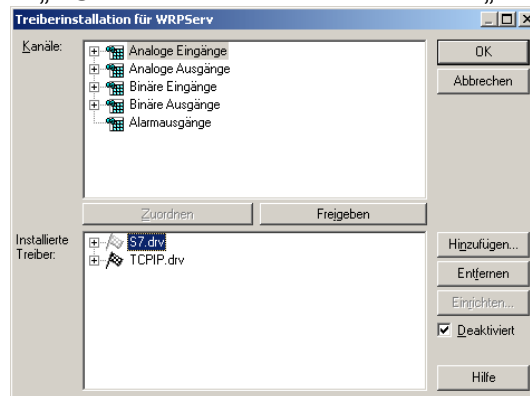 „ „
Treiberinstallation für WRPServ
Kanäle:
Analoge Eingänge
Analoge Ausgänge
Binäre Eingänge
Binäre Ausgänge
Alarmausgänge
OK
Abbrechen
Zuordnen
Freigeben
Installierte Treiber:
S7.drv
TCPIP.drv
Hinzufügen...
Entfernen
Einrichten...
Deaktiviert
Hilfe